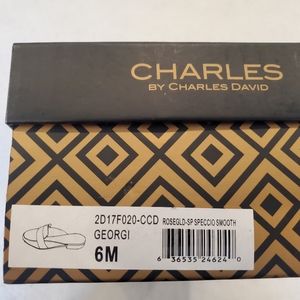 CHARLES
BY CHARLES DAVID
2D17F020-CCD ROSEGLD-SP SPECCIO SMOOTH
GEORGI
6M
6 36535 24624 0